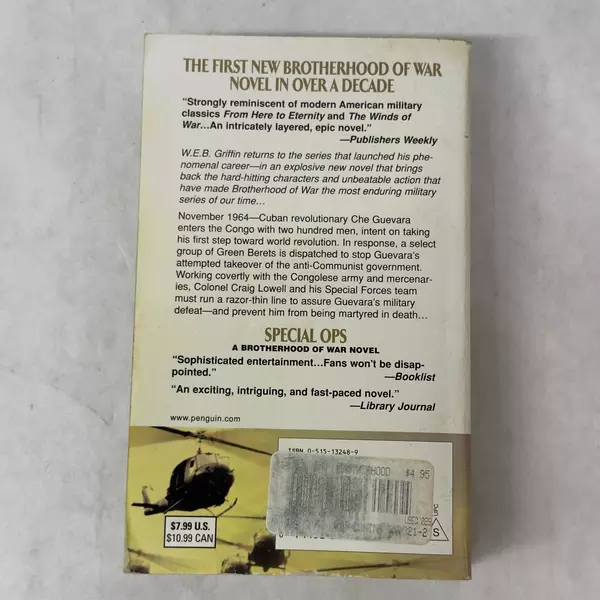 THE FIRST NEW BROTHERHOOD OF WAR
NOVEL IN OVER A DECADE
“Strongly reminiscent of modern American military
classics From Here to Eternity and The Winds of
War...An intricately layered, epic novel.”
—Publishers Weekly
W.E.B. Griffin returns to the series that launched his phe-
nomenal career—in an explosive new novel that brings
back the hard-hitting characters and unbeatable action that
have made Brotherhood of War the most enduring military
series of our time...
November 1964—Cuban revolutionary Che Guevara
enters the Congo with two hundred men, intent on taking
his first step toward world revolution. In response, a select
group of Green Berets is dispatched to stop Guevara’s
attempted takeover of the anti-Communist government.
Working covertly with the Congolese army and mercenar-
ies, Colonel Craig Lowell and his Special Forces team
must run a razor-thin line to assure Guevara’s military
defeat—and prevent him from being martyred in death...
SPECIAL OPS
A BROTHERHOOD OF WAR NOVEL
“Sophisticated entertainment...Fans won’t be disap-
pointed.”
—Booklist
“An exciting, intriguing, and fast-paced novel.”
—Library Journal
www.penguin.com
ISBN 0-515-13248-9
$4.95
$7.99 U.S.
$10.99 CAN
S